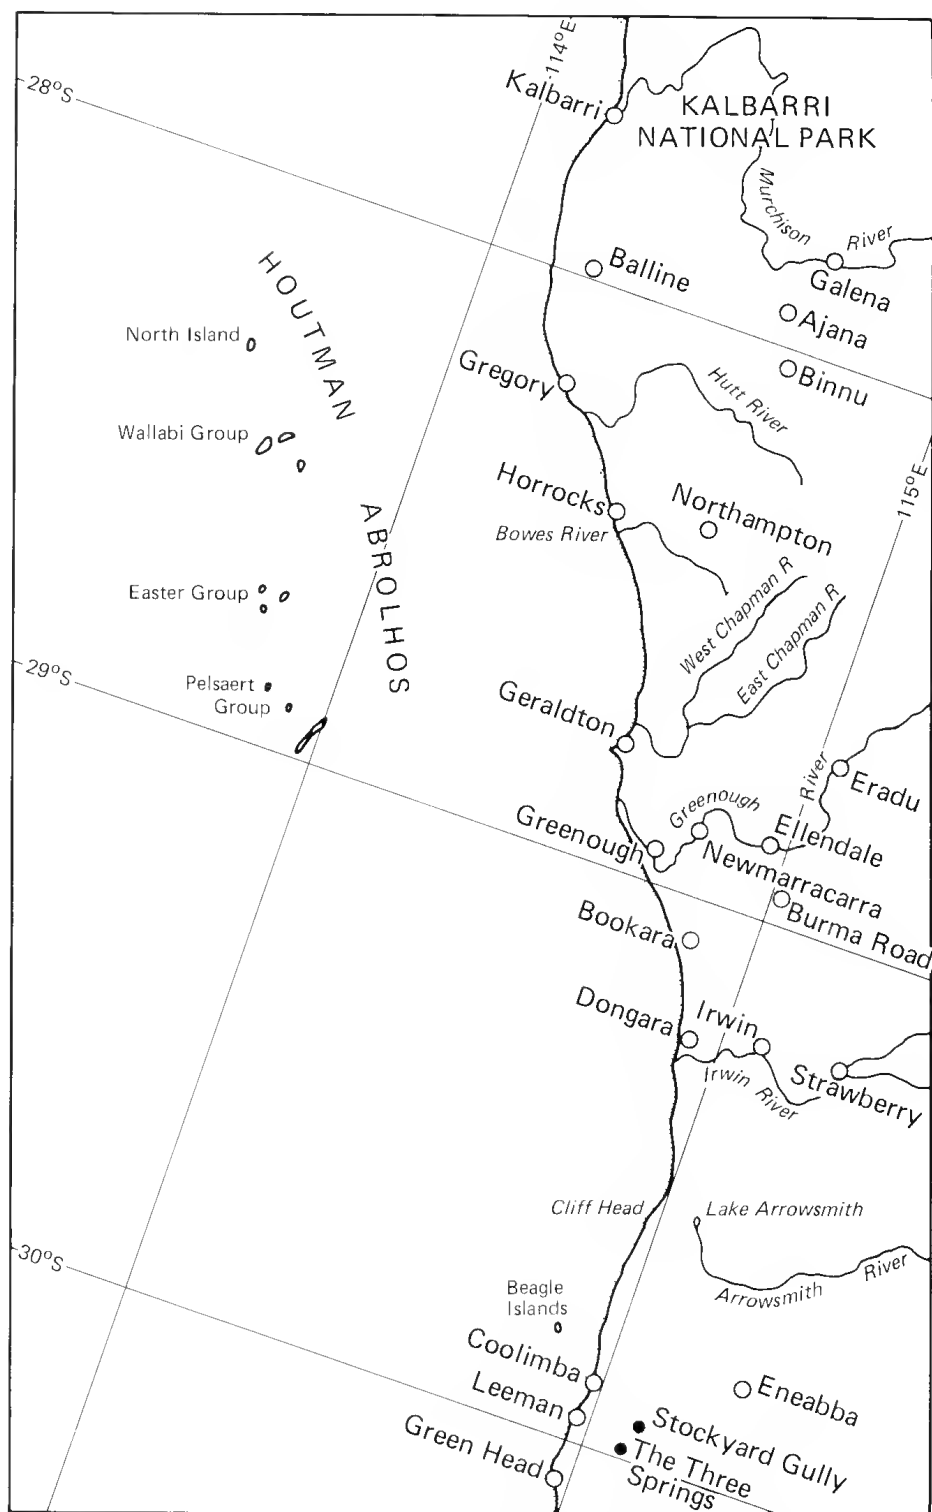 28°S
114°E
Kalbarri
KALBARRI
NATIONAL PARK
Murchison
River
Galena
Balline
Ajana
Binnu
HOUTMAN
North Island
Gregory
Hutt River
Wallabi Group
115°E
Horrocks
Northampton
Bowes River
ABROLHOS
Easter Group
West Chapman R
East Chapman R
29°S
Pelsaert
Group
Geraldton
River
Eradu
Greenough
Greenough
Ellendale
Newmarracarra
Burma Road
Bookara
Dongara
Irwin
Irwin River
Strawberry
Cliff Head
Lake Arrowsmith
30°S
Arrowsmith
River
Beagle
Islands
Coolimba
Leeman
Eneabba
Green Head
Stockyard Gully
The Three
Springs